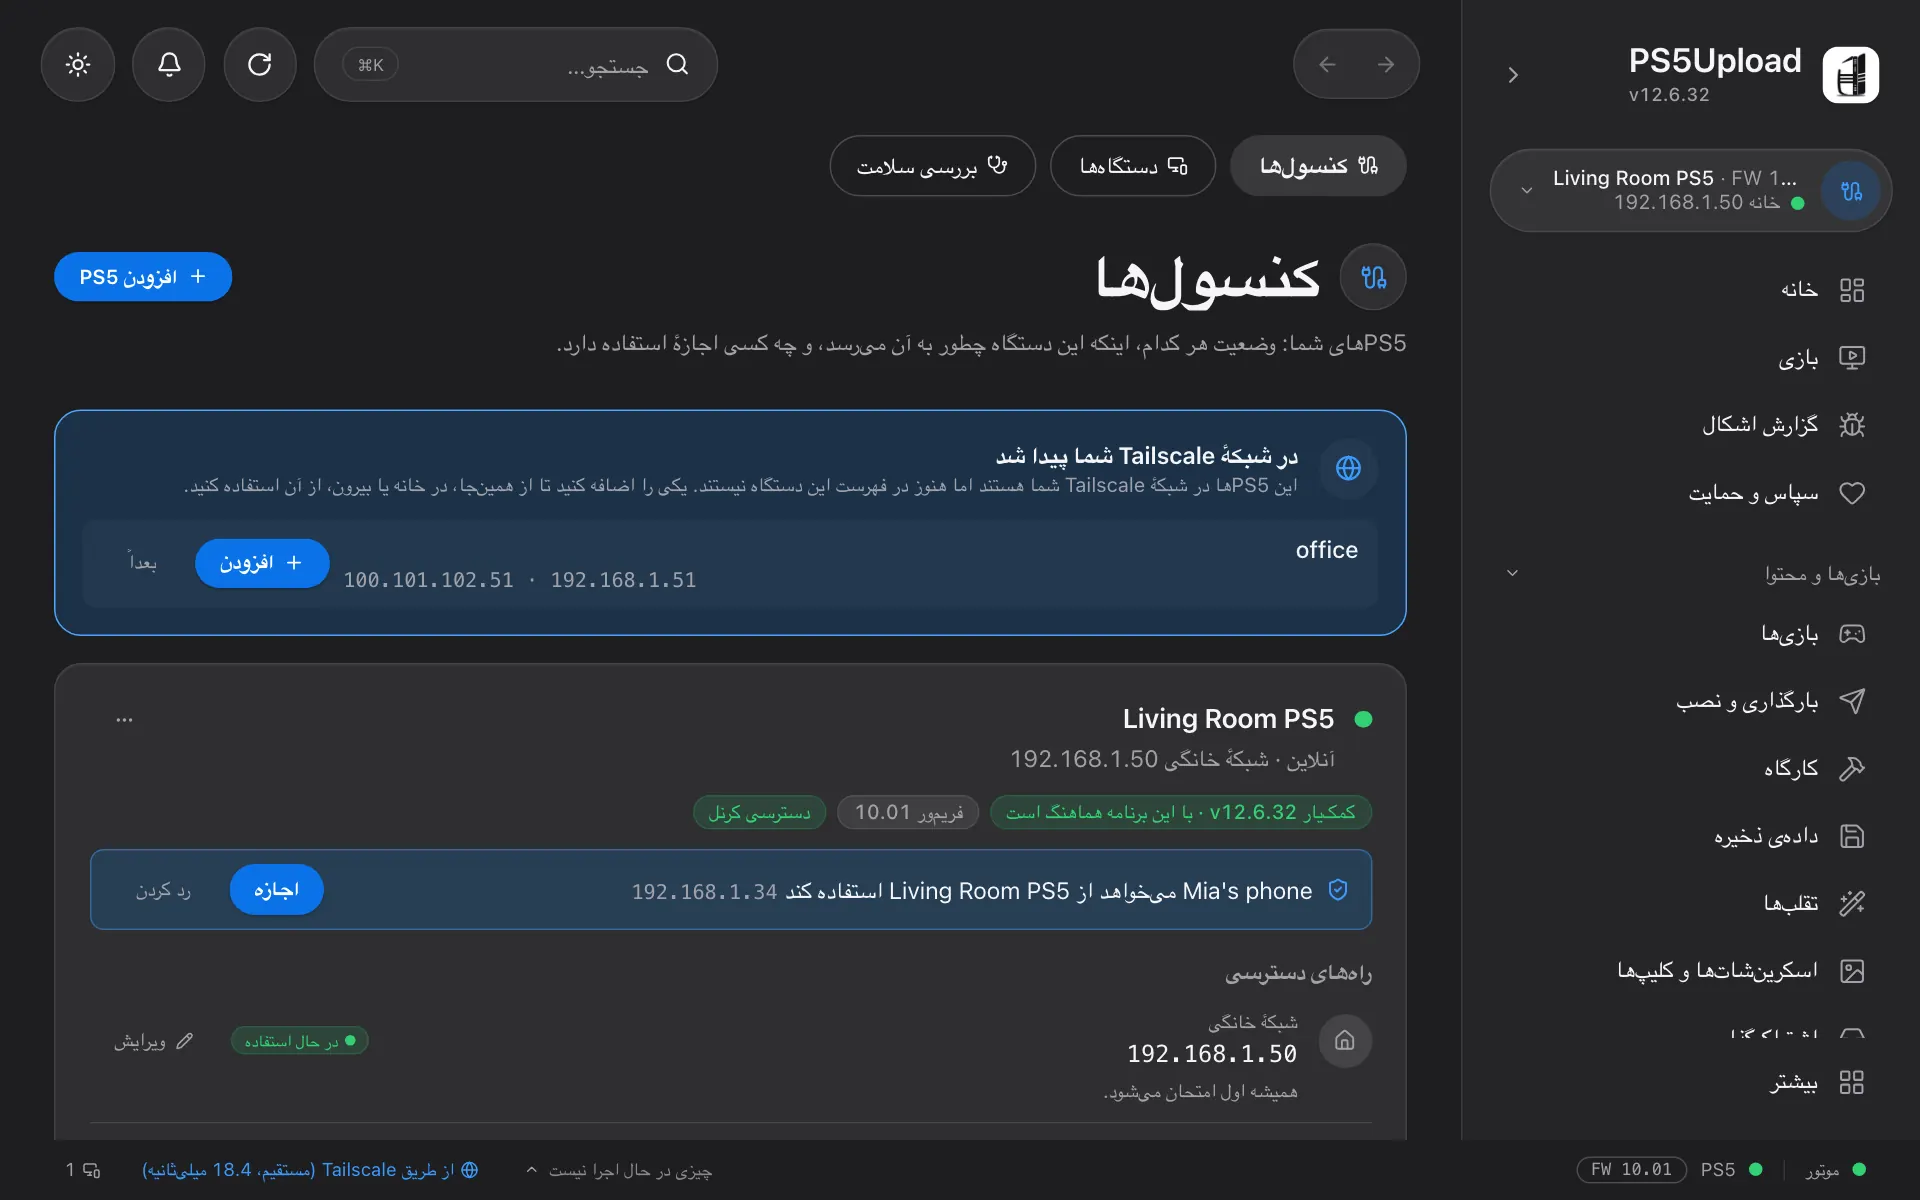 PS5Upload
v12.6.32
Living Room PS5 · FW 1...
خانه 192.168.1.50
خانه
بازی
گزارش اشکال
سپاس و حمایت
بازی‌ها و محتوا
بازی‌ها
بارگذاری و نصب
کارگاه
داده‌ی ذخیره
تقلب‌ها
اسکرین‌شات‌ها و کلیپ‌ها
بیشتر
جستجو...
⌘K
کنسول‌ها
دستگاه‌ها
بررسی سلامت
کنسول‌ها
افزودن PS5
PS5های شما: وضعیت هر کدام، اینکه این دستگاه چطور به آن می‌رسد، و چه کسی اجازهٔ استفاده دارد.
در شبکهٔ Tailscale شما پیدا شد
این PS5ها در شبکهٔ Tailscale شما هستند اما هنوز در فهرست این دستگاه نیستند. یکی را اضافه کنید تا از همین‌جا، در خانه یا بیرون، از آن استفاده کنید.
office
100.101.102.51 · 192.168.1.51
افزودن
بعداً
Living Room PS5
آنلاین · شبکهٔ خانگی 192.168.1.50
کمک‌یار v12.6.32 · با این برنامه هماهنگ است
فریم‌ور 10.01
دسترسی کرنل
Mia's phone می‌خواهد از Living Room PS5 استفاده کند 192.168.1.34
اجازه
رد کردن
راه‌های دسترسی
شبکهٔ خانگی
192.168.1.50
همیشه اول امتحان می‌شود.
در حال استفاده
ویرایش
موتور
PS5
FW 10.01
چیزی در حال اجرا نیست
از طریق Tailscale (مستقیم، 18.4 میلی‌ثانیه)
1